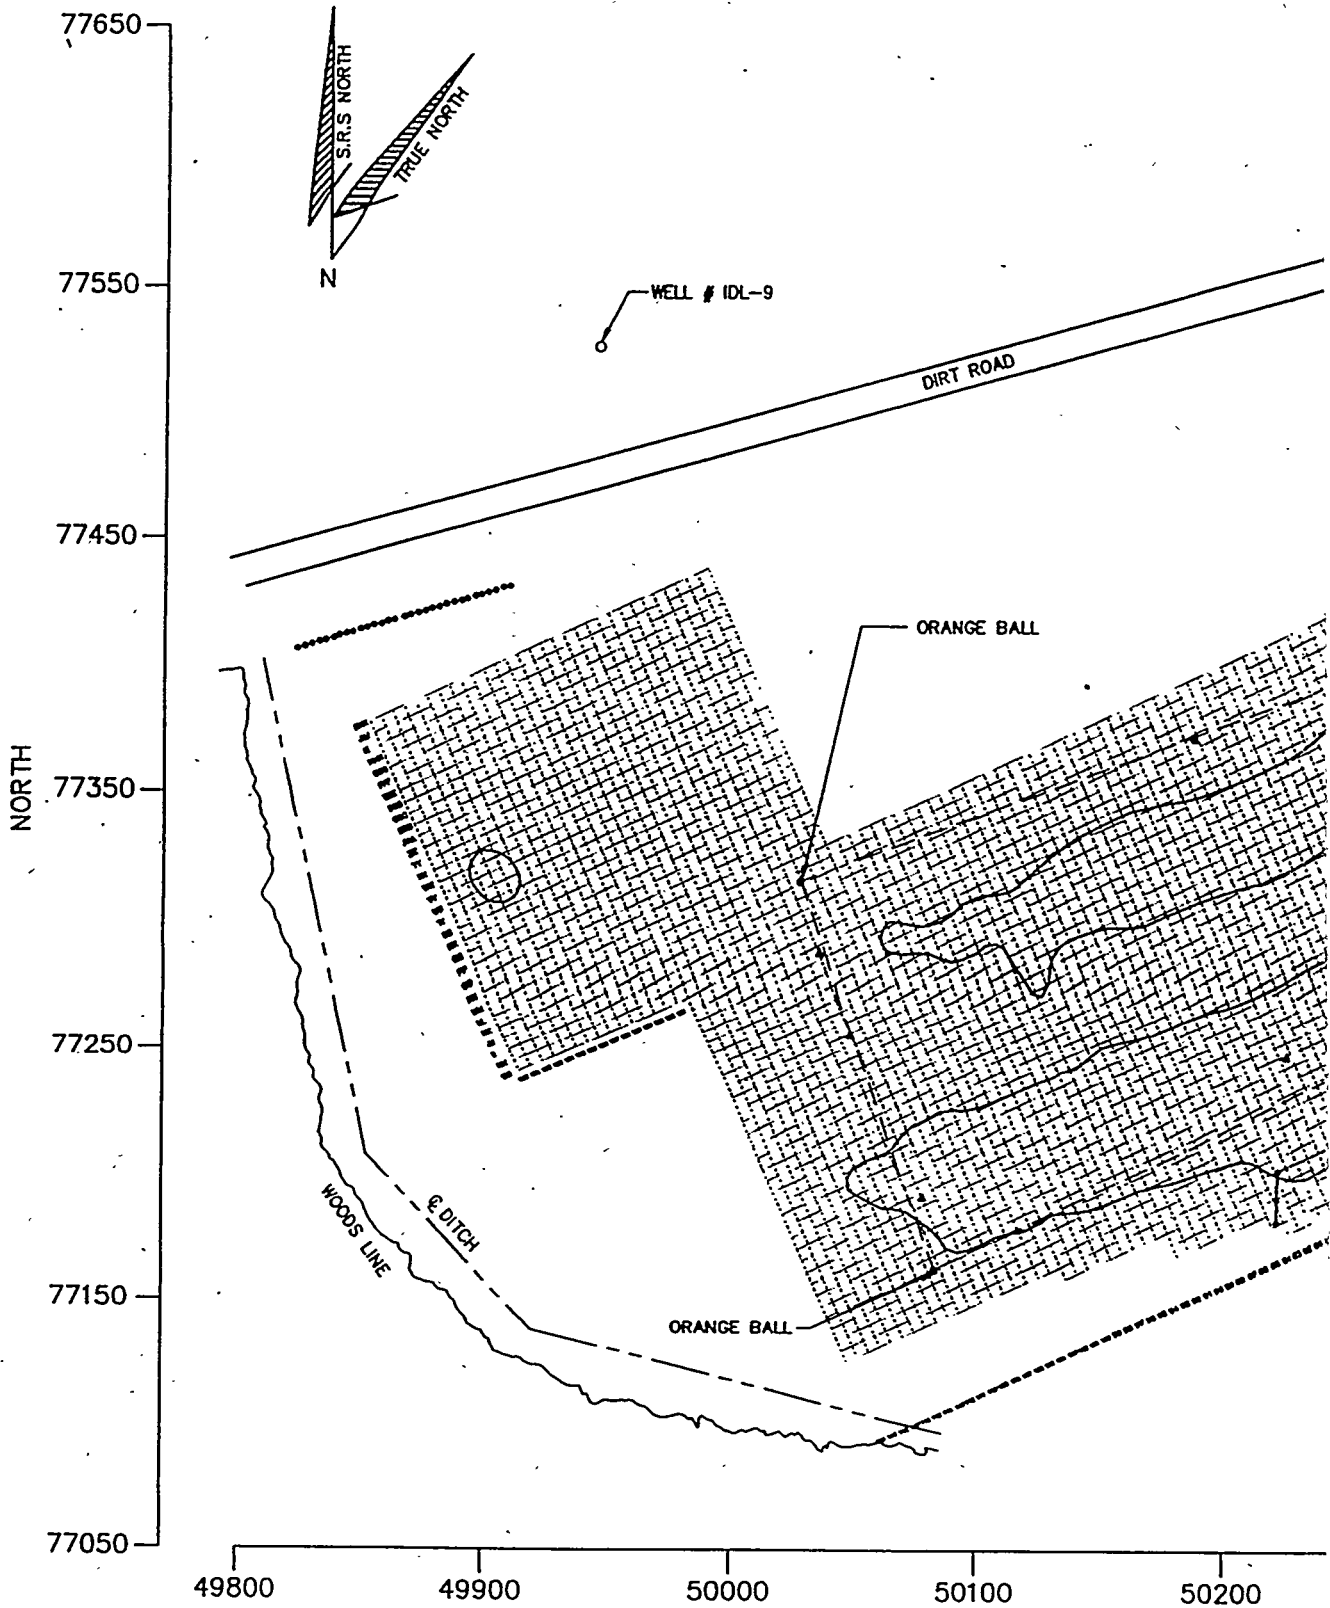 77650
S.R.S NORTH
TRUE NORTH
N
77550
WELL # IDL-9
DIRT ROAD
77450
ORANGE BALL
NORTH
77350
77250
℄ DITCH
WOODS LINE
77150
ORANGE BALL
77050
49800
49900
50000
50100
50200